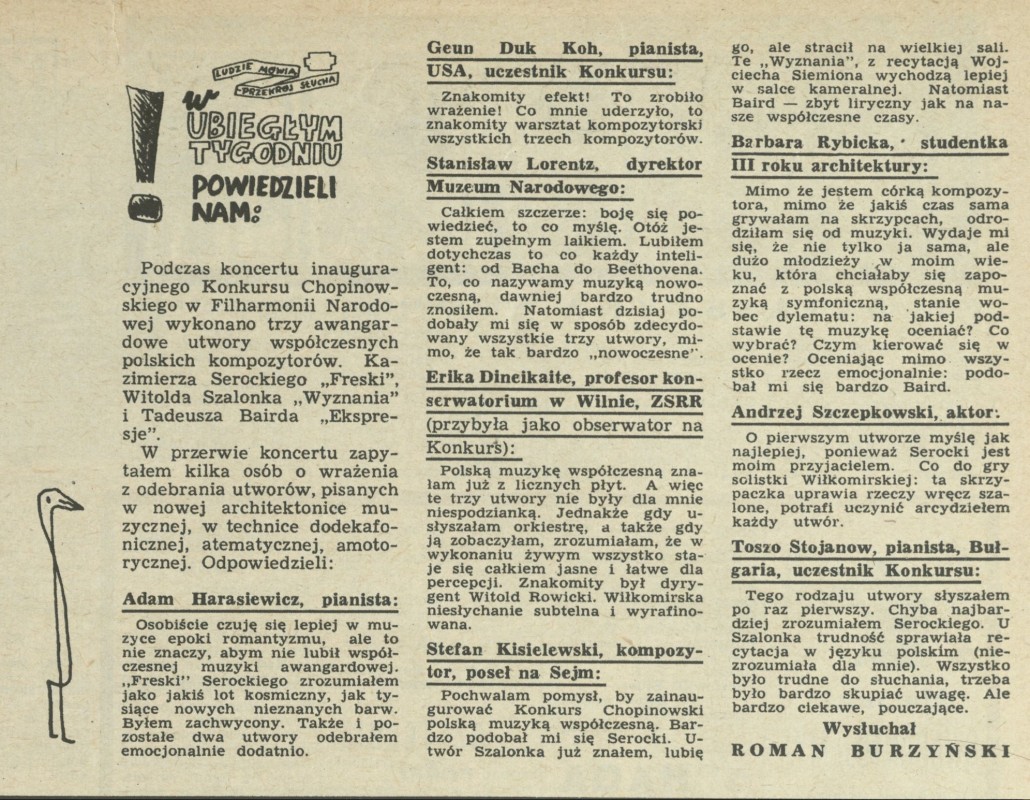 LUDZIE MÓWIĄ
PRZEKRÓJ SŁUCHA
W
UBIEGŁYM
TYGODNIU
POWIEDZIELI
NAM:
Podczas koncertu inaugura-
cyjnego Konkursu Chopinow-
skiego w Filharmonii Narodo-
wej wykonano trzy awangar-
dowe utwory współczesnych
polskich kompozytorów. Ka-
zimierza Serockiego „Freski",
Witolda Szalonka „Wyznania"
i Tadeusza Bairda „Ekspre-
sje".
W przerwie koncertu zapy-
tałem kilka osób o wrażenia
z odebrania utworów, pisanych
w nowej architektonice mu-
zycznej, w technice dodekafo-
nicznej, atematycznej, amoto-
rycznej. Odpowiedzieli:
Adam Harasiewicz, pianista:
Osobiście czuję się lepiej w mu-
zyce epoki romantyzmu, ale to
nie znaczy, abym nie lubił współ-
czesnej muzyki awangardowej.
„Freski" Serockiego zrozumiałem
jako jakiś lot kosmiczny, jak ty-
siące nowych nieznanych barw.
Byłem zachwycony. Także i po-
zostałe dwa utwory odebrałem
emocjonalnie dodatnio.
Geun Duk Koh, pianista,
USA, uczestnik Konkursu:
Znakomity efekt! To zrobiło
wrażenie! Co mnie uderzyło, to
znakomity warsztat kompozytorski
wszystkich trzech kompozytorów.
Stanisław Lorentz, dyrektor
Muzeum Narodowego:
Całkiem szczerze: boję się po-
wiedzieć, to co myślę. Otóż je-
stem zupełnym laikiem. Lubiłem
dotychczas to co każdy inteli-
gent: od Bacha do Beethovena.
To, co nazywamy muzyką nowo-
czesną, dawniej bardzo trudno
znosiłem. Natomiast dzisiaj po-
dobały mi się w sposób zdecydo-
wany wszystkie trzy utwory, mi-
mo, że tak bardzo „nowoczesne".
Erika Dineikaite, profesor kon-
serwatorium w Wilnie, ZSRR
(przybyła jako obserwator na
Konkurs):
Polską muzykę współczesną zna-
łam już z licznych płyt. A więc
te trzy utwory nie były dla mnie
niespodzianką. Jednakże gdy u-
słyszałam orkiestrę, a także gdy
ją zobaczyłam, zrozumiałam, że w
wykonaniu żywym wszystko sta-
je się całkiem jasne i łatwe dla
percepcji. Znakomity był dyry-
gent Witold Rowicki. Wiłkomirska
niesłychanie subtelna i wyrafino-
wana.
Stefan Kisielewski, kompozy-
tor, poseł na Sejm:
Pochwalam pomysł, by zainau-
gurować Konkurs Chopinowski
polską muzyką współczesną. Bar-
dzo podobał mi się Serocki. U-
twór Szalonka już znałem, lubię
go, ale stracił na wielkiej sali.
Te „Wyznania", z recytacją Woj-
ciecha Siemiona wychodzą lepiej
w salce kameralnej. Natomiast
Baird — zbyt liryczny jak na na-
sze współczesne czasy.
Barbara Rybicka, studentka
III roku architektury:
Mimo że jestem córką kompozy-
tora, mimo że jakiś czas sama
grywałam na skrzypcach, odro-
dziłam się od muzyki. Wydaje mi
się, że nie tylko ja sama, ale
dużo młodzieży w moim wie-
ku, która chciałaby się zapo-
znać z polską współczesną mu-
zyką symfoniczną, stanie wo-
bec dylematu: na jakiej pod-
stawie tę muzykę oceniać? Co
wybrać? Czym kierować się w
ocenie? Oceniając mimo wszy-
stko rzecz emocjonalnie: podo-
bał mi się bardzo Baird.
Andrzej Szczepkowski, aktor:
O pierwszym utworze myślę jak
najlepiej, ponieważ Serocki jest
moim przyjacielem. Co do gry
solistki Wiłkomirskiej: ta skrzy-
paczka uprawia rzeczy wręcz sza-
lone, potrafi uczynić arcydziełem
każdy utwór.
Toszo Stojanow, pianista, Buł-
garia, uczestnik Konkursu:
Tego rodzaju utwory słyszałem
po raz pierwszy. Chyba najbar-
dziej zrozumiałem Serockiego. U
Szalonka trudność sprawiała re-
cytacja w języku polskim (nie-
zrozumiała dla mnie). Wszystko
było trudne do słuchania, trzeba
było bardzo skupiać uwagę. Ale
bardzo ciekawe, pouczające.
Wysłuchał
ROMAN BURZYŃSKI